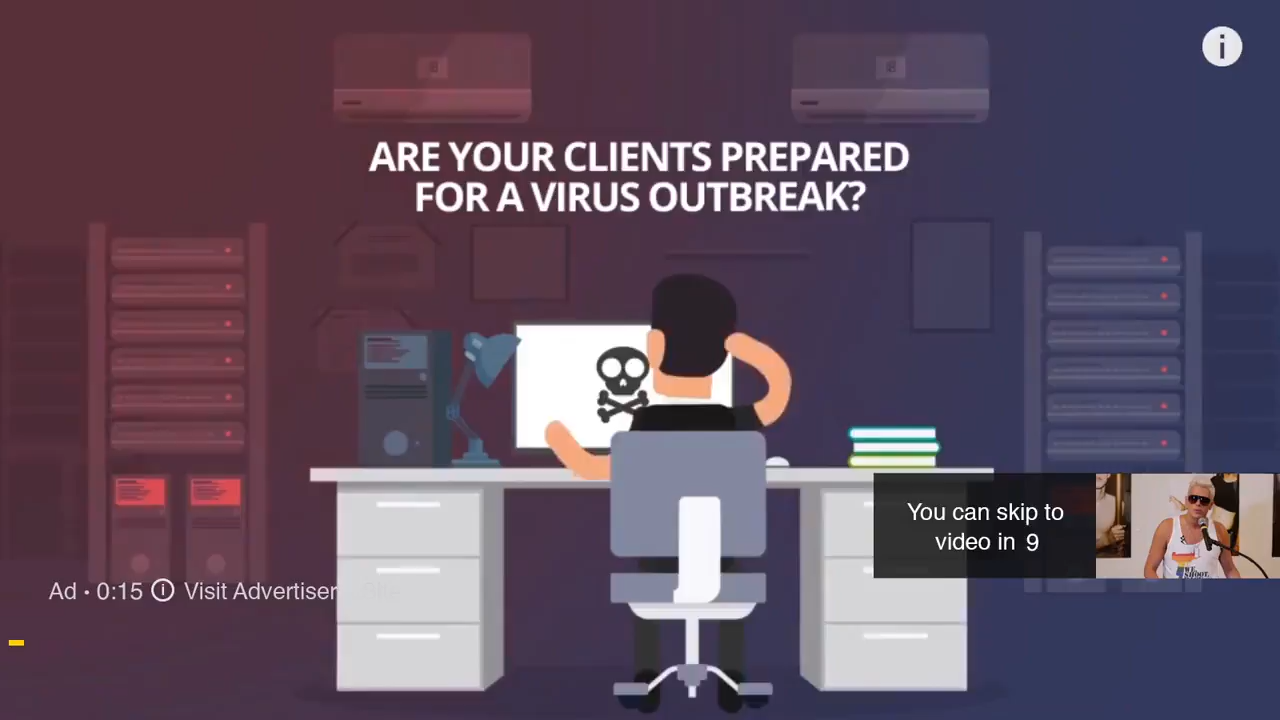 ARE YOUR CLIENTS PREPARED
FOR A VIRUS OUTBREAK?
You can skip to
video in 9
Ad • 0:15 ⓘ Visit Advertiser